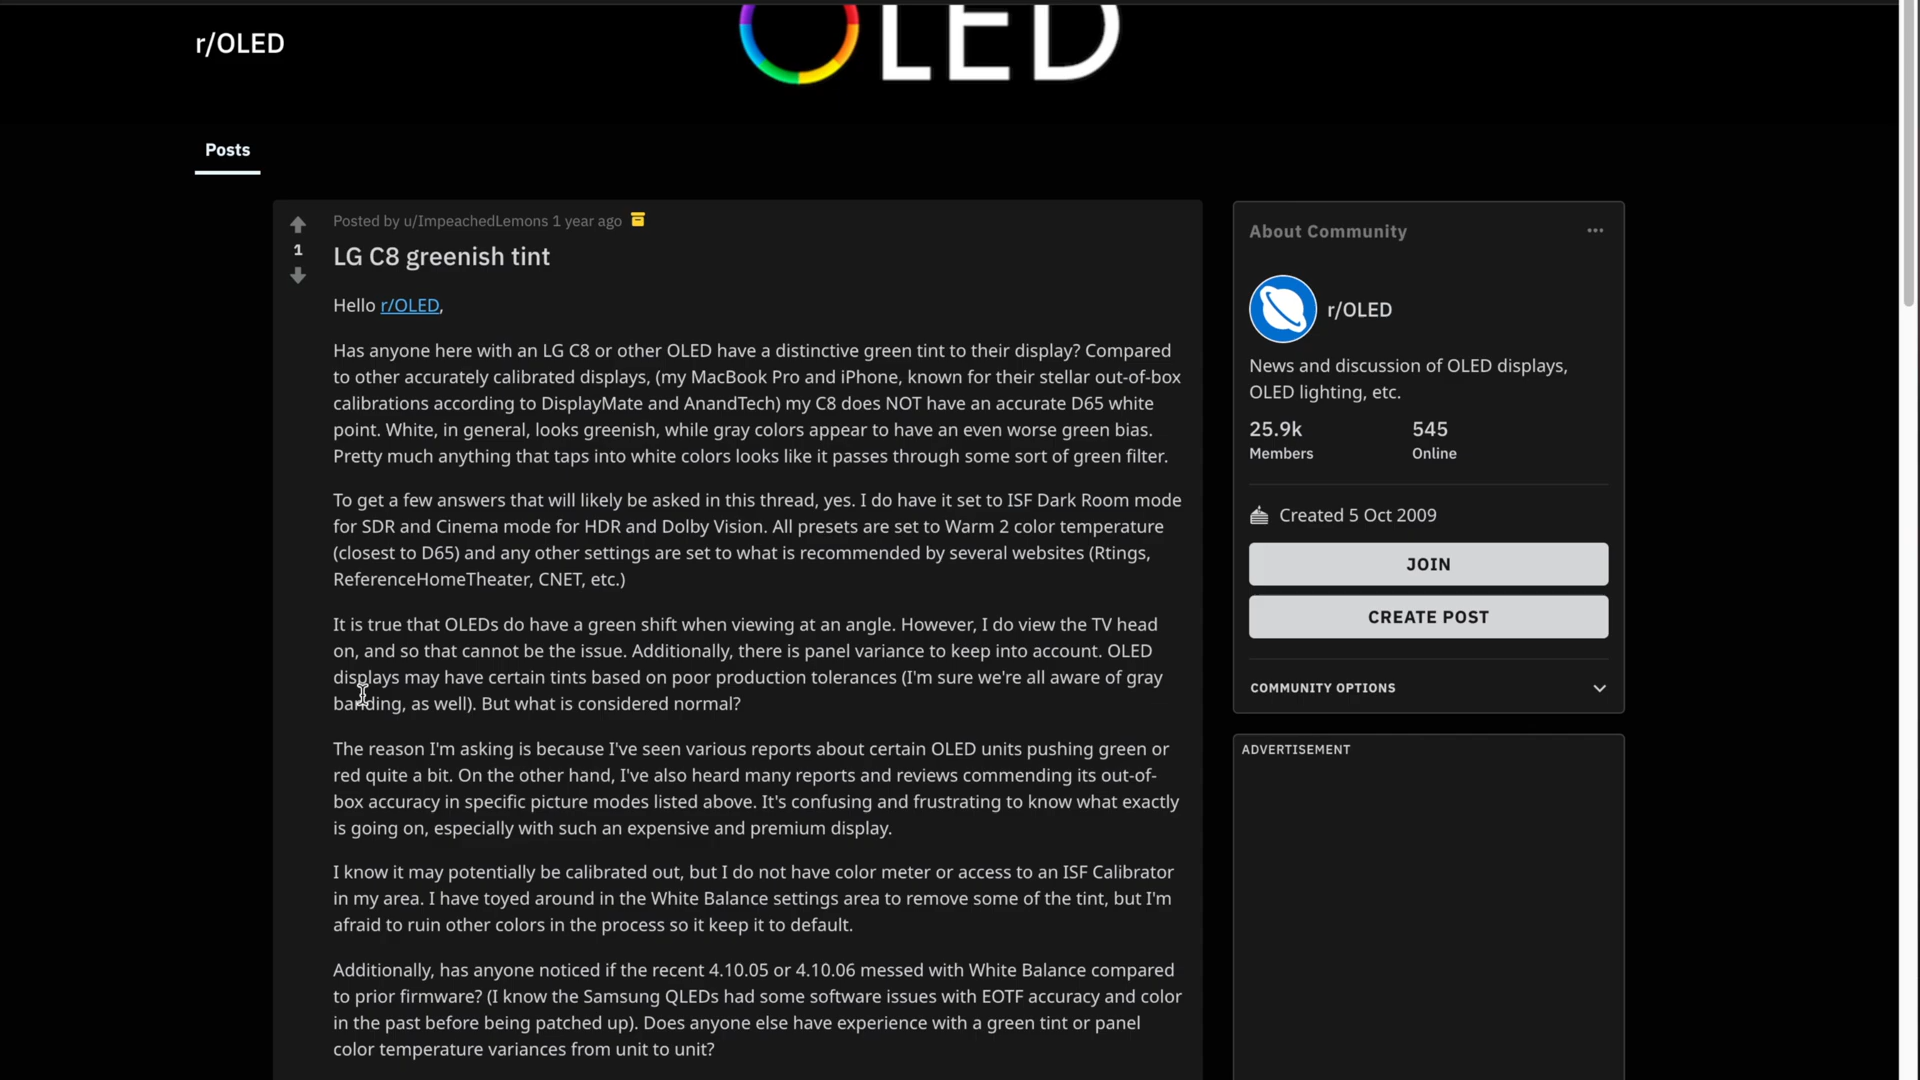 OLED
r/OLED
Posts
Posted by u/ImpeachedLemons 1 year ago
1
LG C8 greenish tint
Hello r/OLED,
Has anyone here with an LG C8 or other OLED have a distinctive green tint to their display? Compared
to other accurately calibrated displays, (my MacBook Pro and iPhone, known for their stellar out-of-box
calibrations according to DisplayMate and AnandTech) my C8 does NOT have an accurate D65 white
point. White, in general, looks greenish, while gray colors appear to have an even worse green bias.
Pretty much anything that taps into white colors looks like it passes through some sort of green filter.
To get a few answers that will likely be asked in this thread, yes. I do have it set to ISF Dark Room mode
for SDR and Cinema mode for HDR and Dolby Vision. All presets are set to Warm 2 color temperature
(closest to D65) and any other settings are set to what is recommended by several websites (Rtings,
ReferenceHomeTheater, CNET, etc.)
It is true that OLEDs do have a green shift when viewing at an angle. However, I do view the TV head
on, and so that cannot be the issue. Additionally, there is panel variance to keep into account. OLED
displays may have certain tints based on poor production tolerances (I'm sure we're all aware of gray
banding, as well). But what is considered normal?
The reason I'm asking is because I've seen various reports about certain OLED units pushing green or
red quite a bit. On the other hand, I've also heard many reports and reviews commending its out-of-
box accuracy in specific picture modes listed above. It's confusing and frustrating to know what exactly
is going on, especially with such an expensive and premium display.
I know it may potentially be calibrated out, but I do not have color meter or access to an ISF Calibrator
in my area. I have toyed around in the White Balance settings area to remove some of the tint, but I'm
afraid to ruin other colors in the process so it keep it to default.
Additionally, has anyone noticed if the recent 4.10.05 or 4.10.06 messed with White Balance compared
to prior firmware? (I know the Samsung QLEDs had some software issues with EOTF accuracy and color
in the past before being patched up). Does anyone else have experience with a green tint or panel
color temperature variances from unit to unit?
About Community
r/OLED
News and discussion of OLED displays,
OLED lighting, etc.
25.9k 545
Members Online
Created 5 Oct 2009
JOIN
CREATE POST
COMMUNITY OPTIONS
ADVERTISEMENT